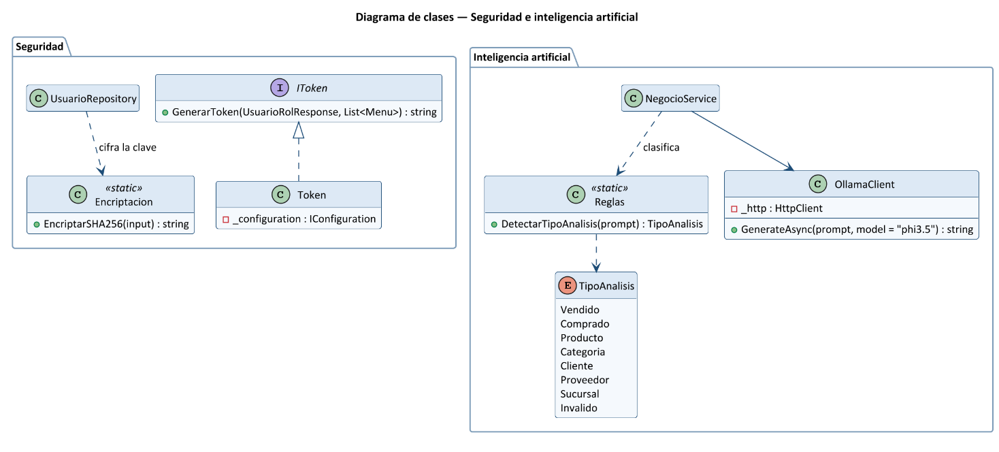 Diagrama de clases — Seguridad e inteligencia artificial
Seguridad
C UsuarioRepository
I IToken
GenerarToken(UsuarioRolResponse, List<Menu>) : string
cifra la clave
C «static»
Encriptacion
EncriptarSHA256(input) : string
C Token
_configuration : IConfiguration
Inteligencia artificial
C NegocioService
clasifica
C «static»
Reglas
DetectarTipoAnalisis(prompt) : TipoAnalisis
C OllamaClient
_http : HttpClient
GenerateAsync(prompt, model = "phi3.5") : string
E TipoAnalisis
Vendido
Comprado
Producto
Categoria
Cliente
Proveedor
Sucursal
Invalido